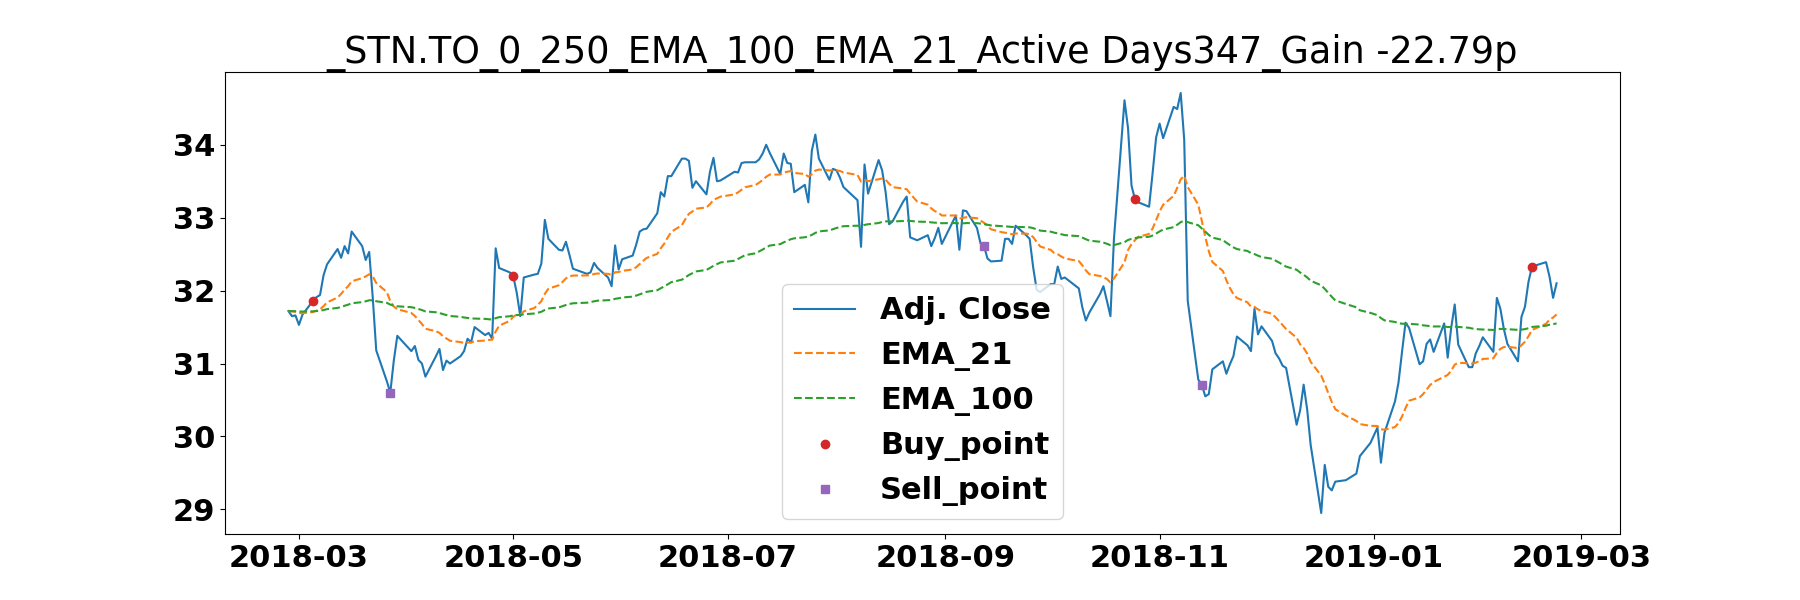 _STN.TO_0_250_EMA_100_EMA_21_Active Days347_Gain -22.79p
34
33
32
31
30
29
Adj. Close
EMA_21
EMA_100
Buy_point
Sell_point
2018-03 2018-05 2018-07 2018-09 2018-11 2019-01 2019-03